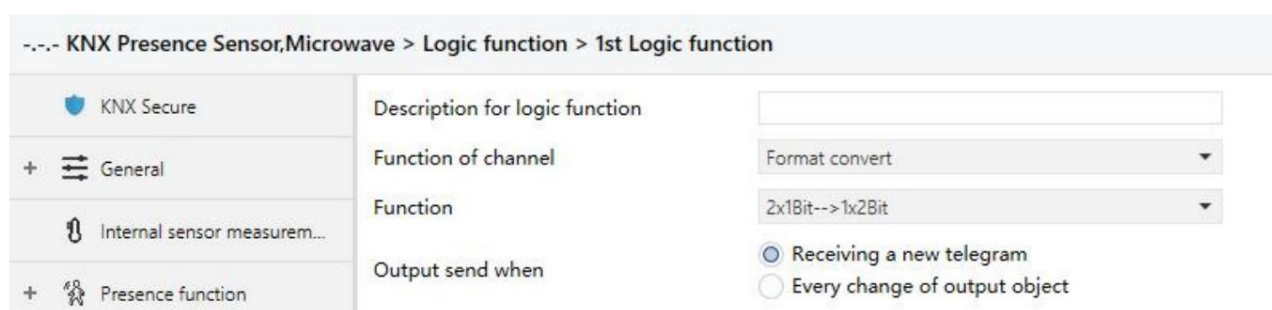 -.-.- KNX Presence Sensor,Microwave > Logic function > 1st Logic function
KNX Secure
+ General
Internal sensor measurem...
+ Presence function
Description for logic function
Function of channel
Format convert
Function
2x1Bit-->1x2Bit
Output send when
Receiving a new telegram
Every change of output object